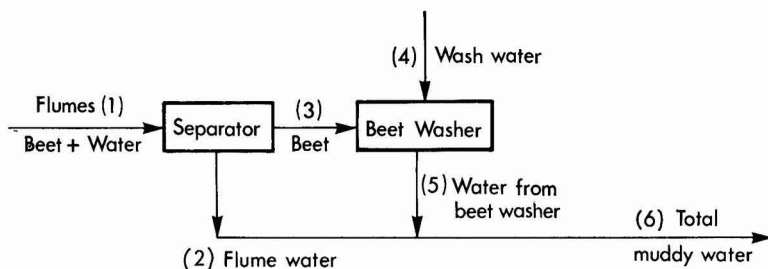 (4) Wash water
Flumes (1)
Beet + Water
Separator
(3)
Beet
Beet Washer
(5) Water from
beet washer
(6) Total
muddy water
(2) Flume water